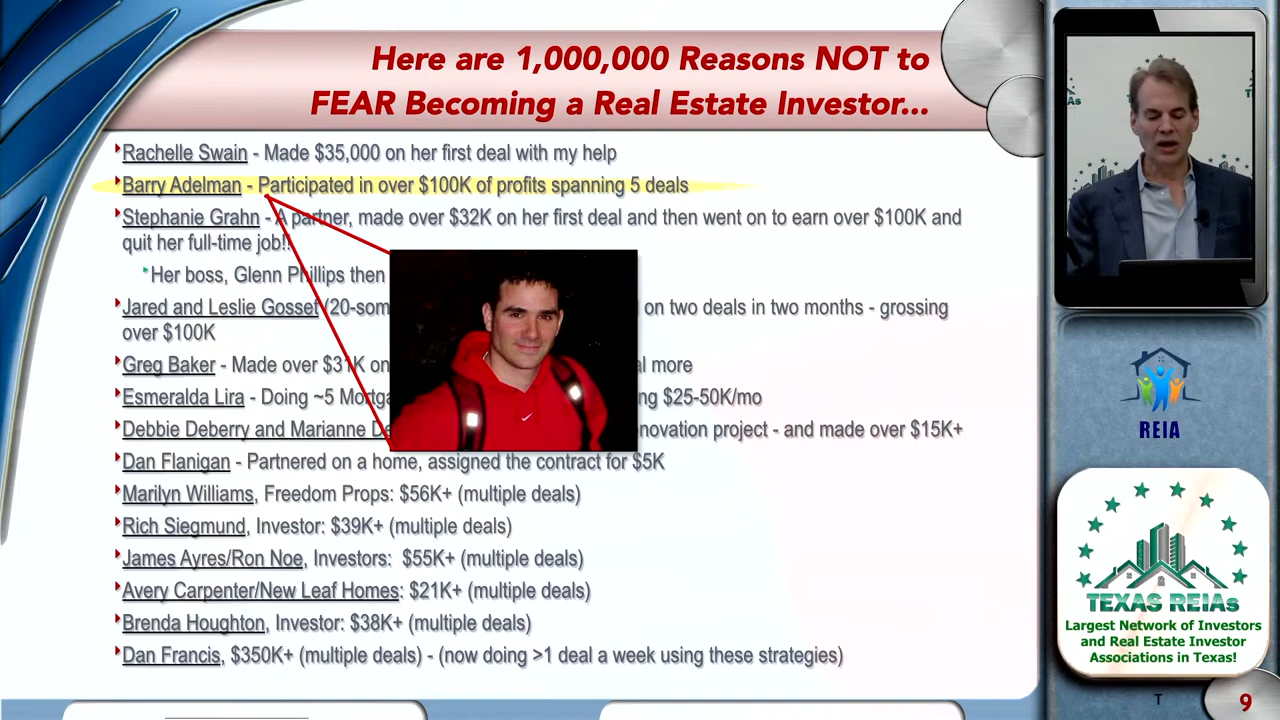 Here are 1,000,000 Reasons NOT to
FEAR Becoming a Real Estate Investor...
Rachelle Swain - Made $35,000 on her first deal with my help
Barry Adelman - Participated in over $100K of profits spanning 5 deals
Stephanie Grahn - A partner, made over $32K on her first deal and then went on to earn over $100K and
quit her full-time job!!
Her boss, Glenn Phillips then
Jared and Leslie Gosset (20-som on two deals in two months - grossing
over $100K
Greg Baker - Made over $31K on al more
Esmeralda Lira - Doing ~5 Mortga ng $25-50K/mo
Debbie Deberry and Marianne De novation project - and made over $15K+
Dan Flanigan - Partnered on a home, assigned the contract for $5K
Marilyn Williams, Freedom Props: $56K+ (multiple deals)
Rich Siegmund, Investor: $39K+ (multiple deals)
James Ayres/Ron Noe, Investors: $55K+ (multiple deals)
Avery Carpenter/New Leaf Homes: $21K+ (multiple deals)
Brenda Houghton, Investor: $38K+ (multiple deals)
Dan Francis, $350K+ (multiple deals) - (now doing >1 deal a week using these strategies)
As
REIA
TEXAS REIAs
Largest Network of Investors
and Real Estate Investor
Associations in Texas!
T
9